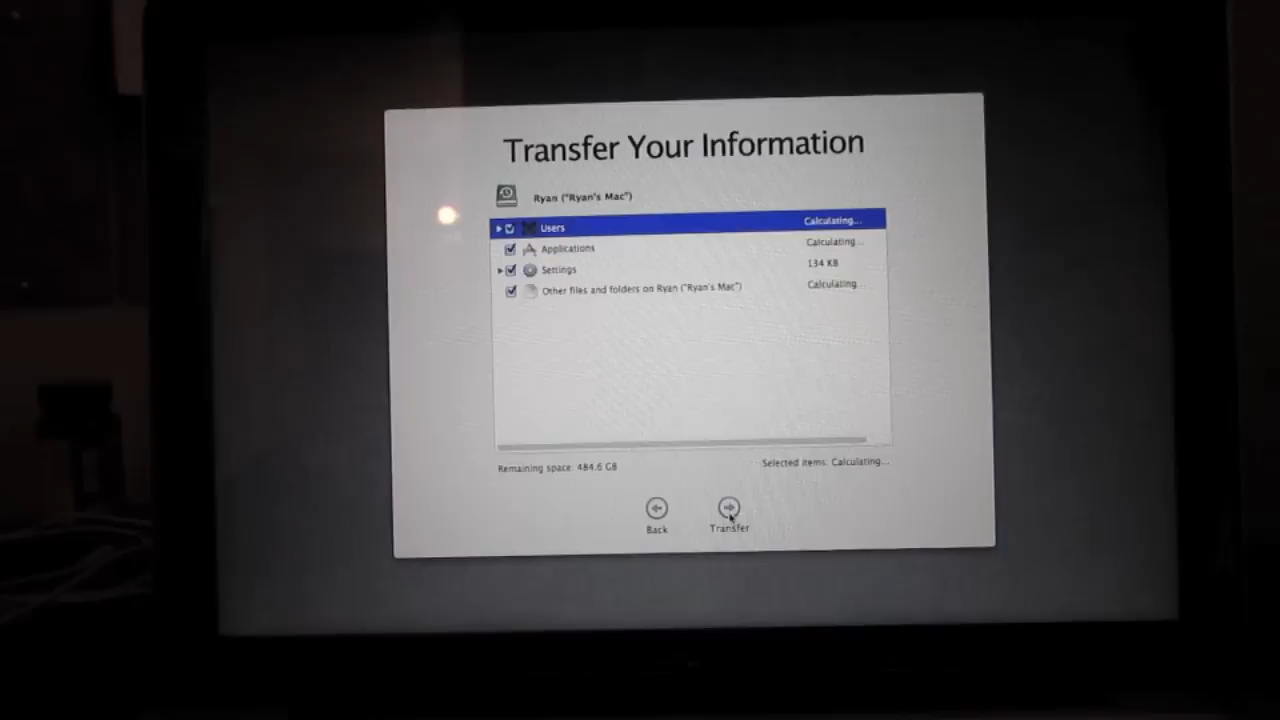 Transfer Your Information
Ryan ("Ryan's Mac")
Users Calculating...
Applications Calculating...
Settings 134 KB
Other files and folders on Ryan ("Ryan's Mac") Calculating...
Remaining space: 484.6 GB Selected items: Calculating...
Back Transfer